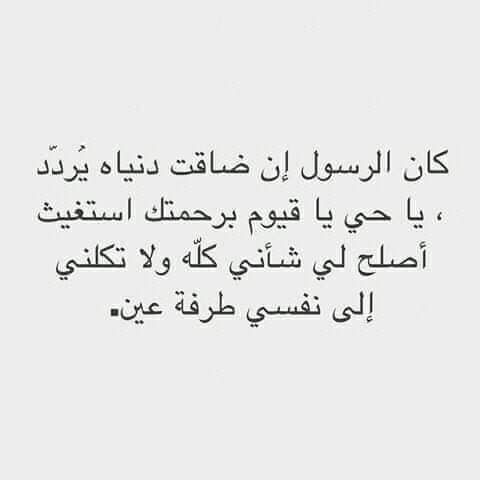 كان الرسول إن ضاقت دنياه يُردّد
، يا حي يا قيوم برحمتك استغيث
أصلح لي شأني كلّه ولا تكلني
إلى نفسي طرفة عين.